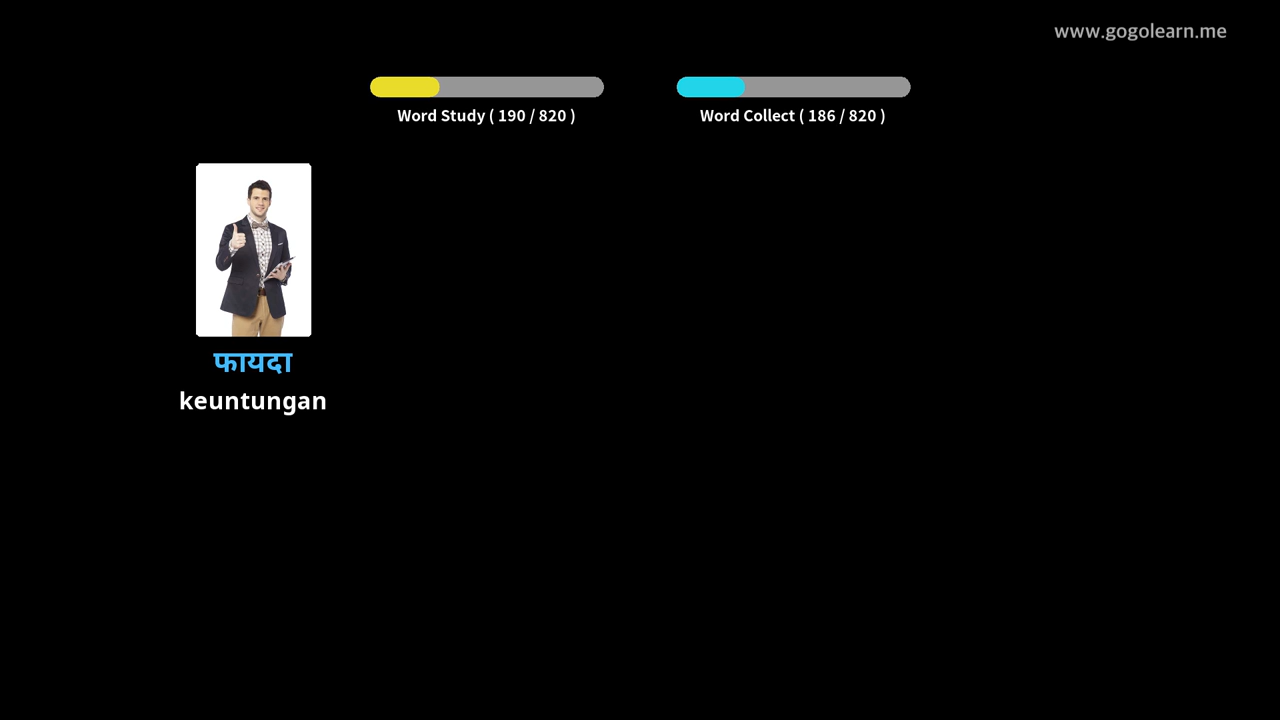 www.gogolearn.me
Word Study ( 190 / 820 )
Word Collect ( 186 / 820 )
फायदा
keuntungan